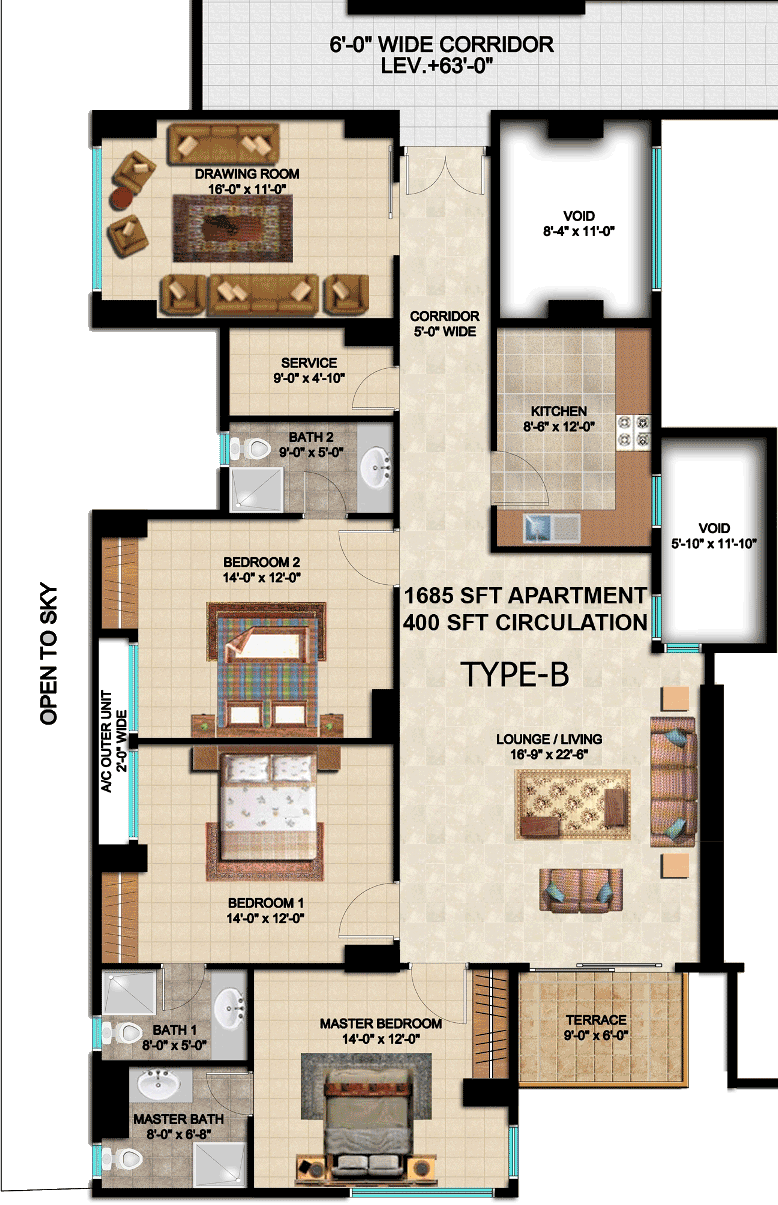 6'-0" WIDE CORRIDOR
LEV.+63'-0"
DRAWING ROOM
16'-0" x 11'-0"
VOID
8'-4" x 11'-0"
CORRIDOR
5'-0" WIDE
SERVICE
9'-0" x 4'-10"
KITCHEN
8'-6" x 12'-0"
BATH 2
9'-0" x 5'-0"
VOID
5'-10" x 11'-10"
BEDROOM 2
14'-0" x 12'-0"
1685 SFT APARTMENT
400 SFT CIRCULATION
TYPE-B
OPEN TO SKY
A/C OUTER UNIT
2'-0" WIDE
LOUNGE / LIVING
16'-9" x 22'-6"
BEDROOM 1
14'-0" x 12'-0"
BATH 1
8'-0" x 5'-0"
MASTER BEDROOM
14'-0" x 12'-0"
TERRACE
9'-0" x 6'-0"
MASTER BATH
8'-0" x 6'-8"